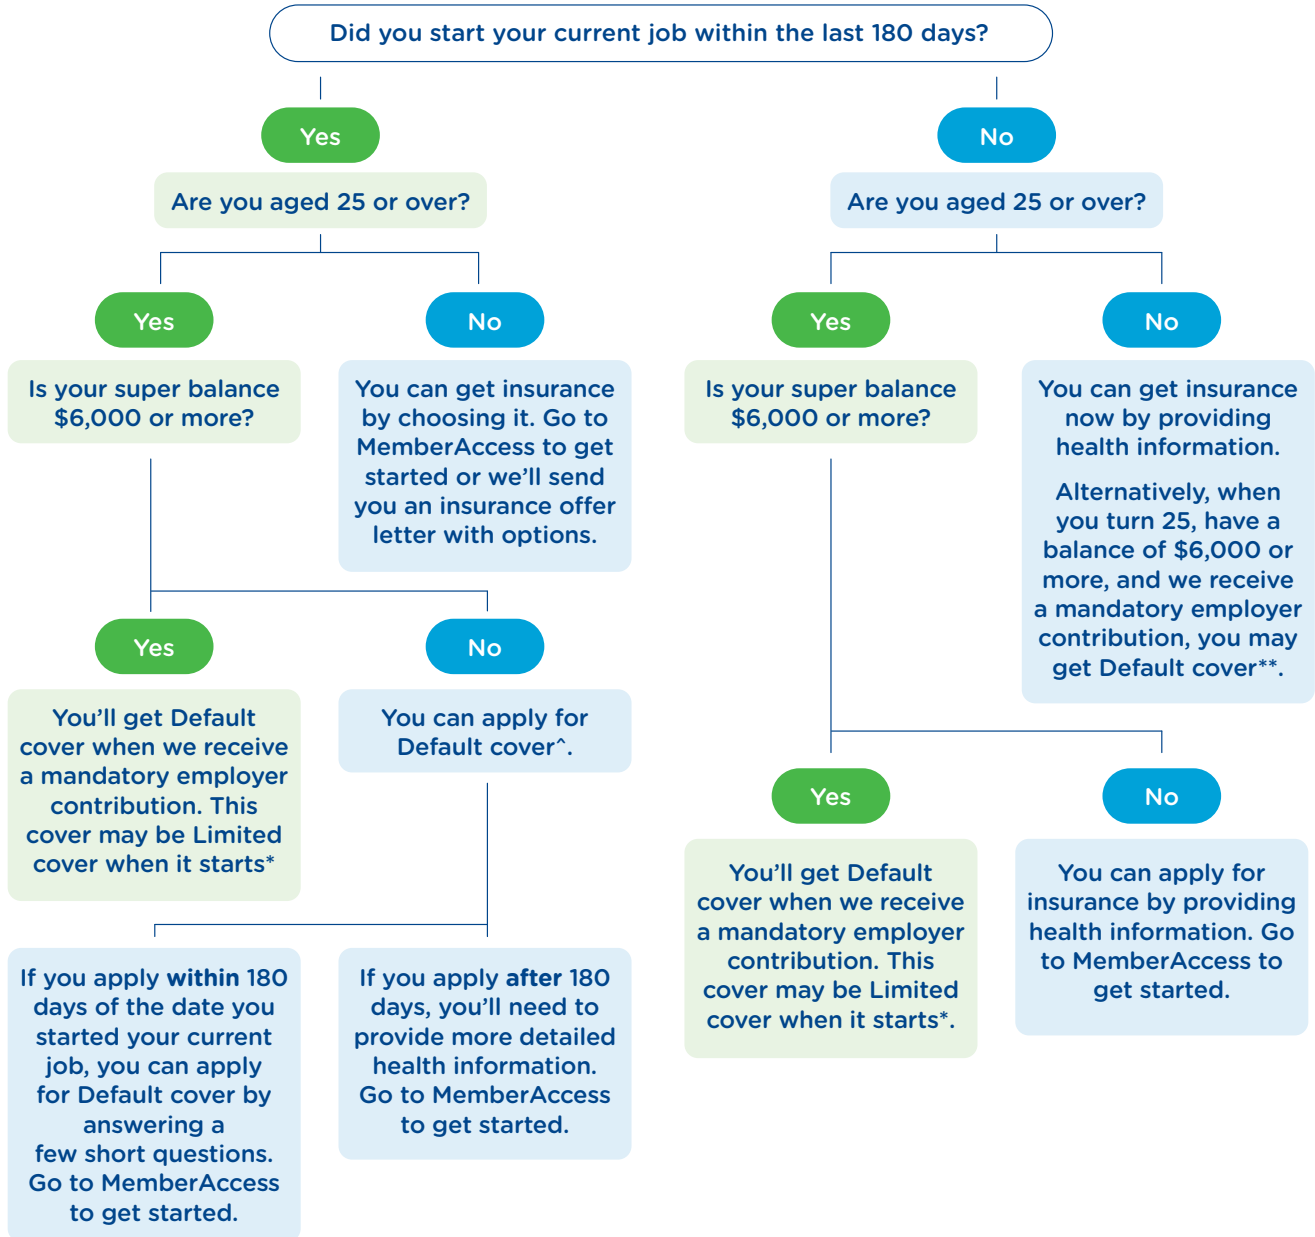 Did you start your current job within the last 180 days?
Yes
Are you aged 25 or over?
Yes
Is your super balance
$6,000 or more?
No
You can get insurance
by choosing it. Go to
MemberAccess to get
started or we’ll send
you an insurance offer
letter with options.
Yes
You’ll get Default
cover when we receive
a mandatory employer
contribution. This
cover may be Limited
cover when it starts*
No
You can apply for
Default cover^.
If you apply within 180
days of the date you
started your current
job, you can apply
for Default cover by
answering a
few short questions.
Go to MemberAccess
to get started.
If you apply after 180
days, you’ll need to
provide more detailed
health information.
Go to MemberAccess
to get started.
No
Are you aged 25 or over?
Yes
Is your super balance
$6,000 or more?
No
You can get insurance
now by providing
health information.
Alternatively, when
you turn 25, have a
balance of $6,000 or
more, and we receive
a mandatory employer
contribution, you may
get Default cover**.
Yes
You’ll get Default
cover when we receive
a mandatory employer
contribution. This
cover may be Limited
cover when it starts*.
No
You can apply for
insurance by providing
health information. Go
to MemberAccess to
get started.